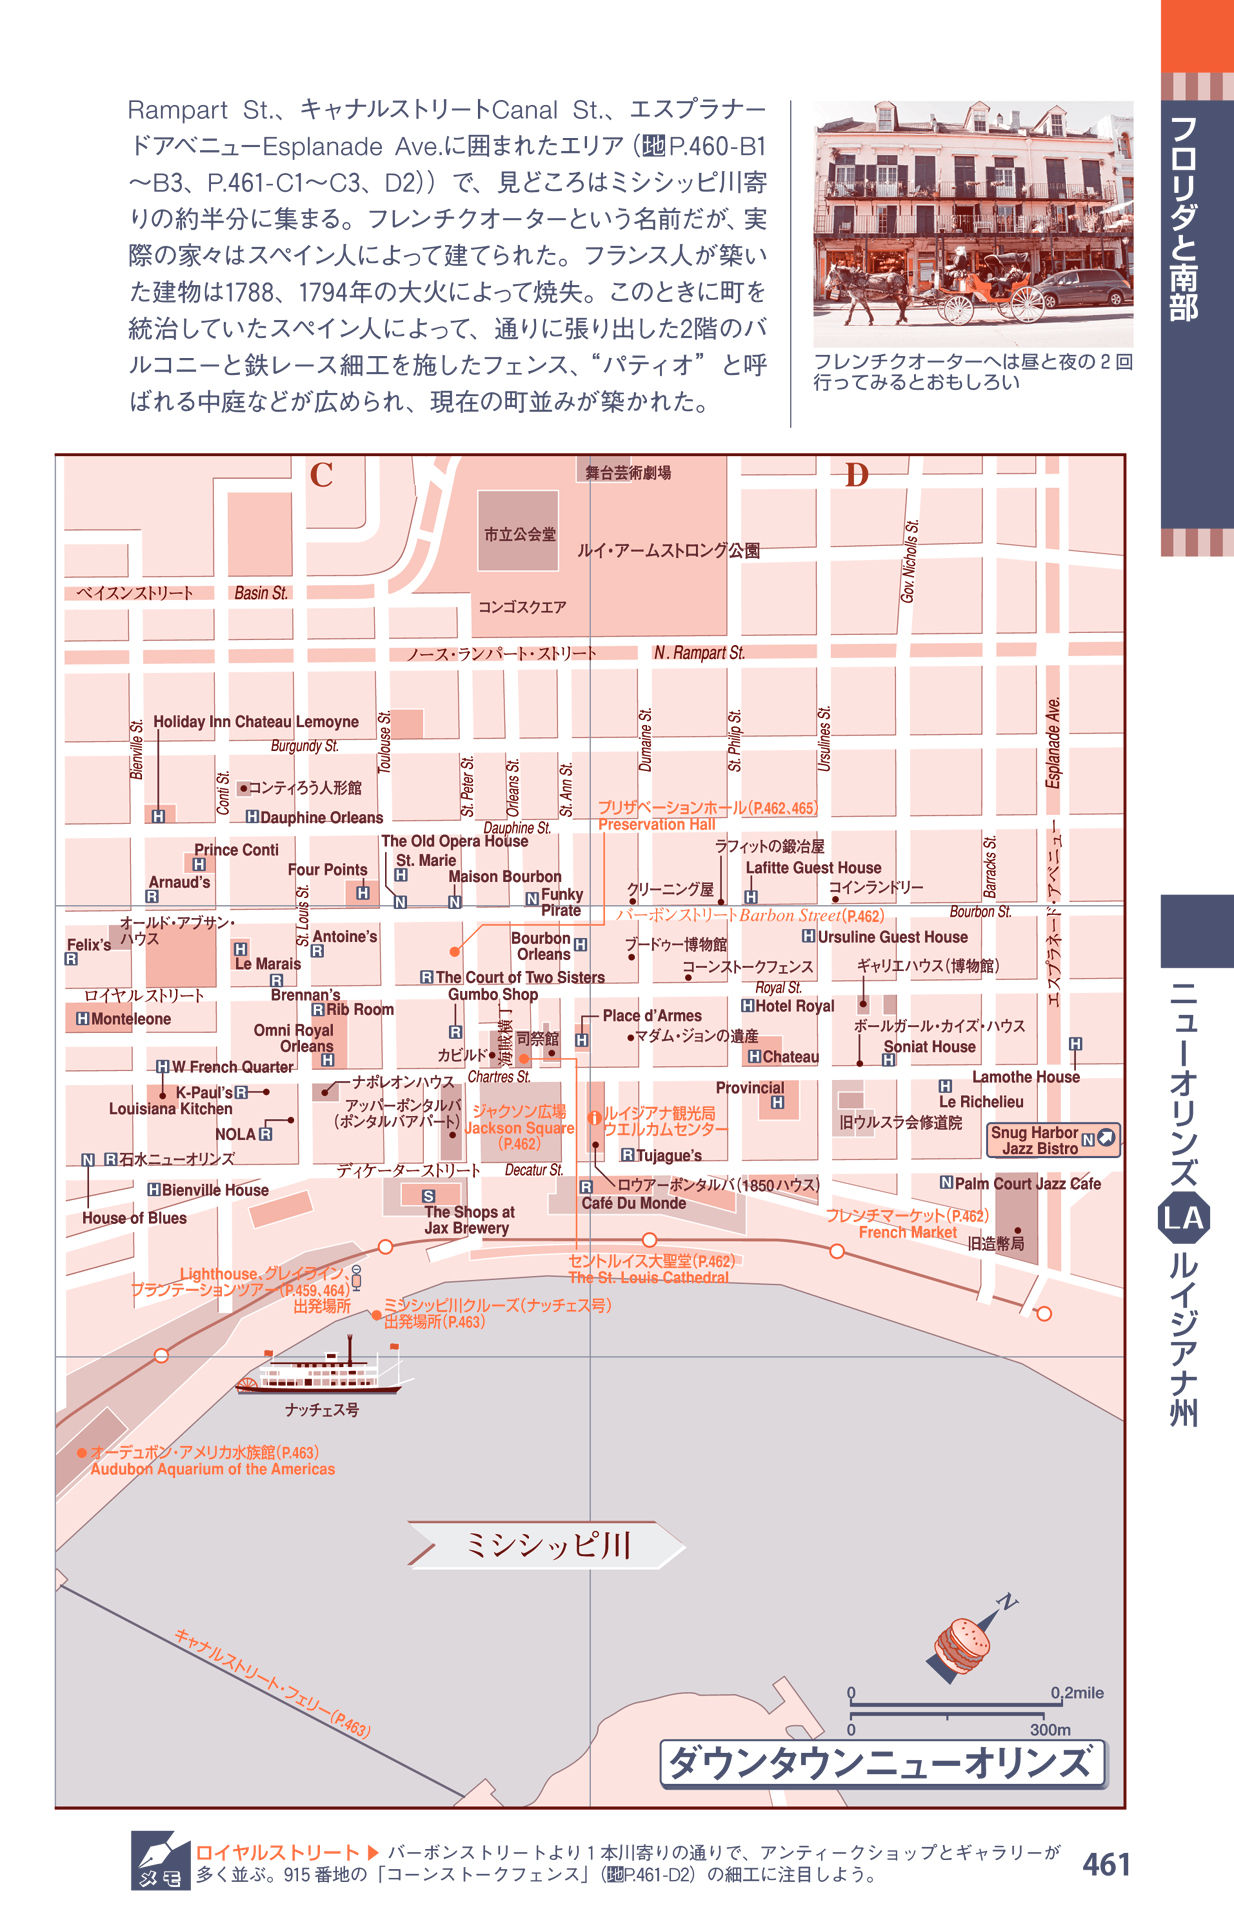 Rampart St.、キャナルストリートCanal St.、エスプラナー
ドアベニューEsplanade Ave.に囲まれたエリア（地P.460-B1
～B3、P.461-C1～C3、D2)）で、見どころはミシシッピ川寄
りの約半分に集まる。フレンチクオーターという名前だが、実
際の家々はスペイン人によって建てられた。フランス人が築い
た建物は1788、1794年の大火によって焼失。このときに町を
統治していたスペイン人によって、通りに張り出した2階のバ
ルコニーと鉄レース細工を施したフェンス、“パティオ”と呼
ばれる中庭などが広められ、現在の町並みが築かれた。
フレンチクオーターへは昼と夜の2回
行ってみるとおもしろい
フロリダと南部
ニューオリンズ
LA
ルイジアナ州
C
D
舞台芸術劇場
市立公会堂
ルイ・アームストロング公園
Gov. Nicholls St.
ベイスンストリート
Basin St.
コンゴスクエア
ノース・ランパート・ストリート
N. Rampart St.
Bienville St.
Holiday Inn Chateau Lemoyne
Burgundy St.
Toulouse St.
Dumaine St.
St. Philip St.
Ursulines St.
Esplanade Ave.
Conti St.
コンティろう人形館
St. Peter St.
Orleans St.
St. Ann St.
H
H Dauphine Orleans
Dauphine St.
プリザベーションホール(P.462、465)
Preservation Hall
The Old Opera House
Prince Conti
H
St. Marie
H
ラフィットの鍛冶屋
Barracks St.
Four Points
H
Maison Bourbon
Lafitte Guest House
H
Arnaud's
R
N
N
N Funky
Pirate
クリーニング屋
コインランドリー
St. Louis St.
バーボンストリートBarbon Street(P.462)
Bourbon St.
エスプラネード・アベニュー
オールド・アブサン・
ハウス
Felix's
R
Antoine's
R
Bourbon
Orleans H
ブードゥー博物館
H Ursuline Guest House
H
Le Marais
R
Brennan's
R The Court of Two Sisters
コーンストークフェンス
ギャリエハウス(博物館)
ロイヤルストリート
Royal St.
Gumbo Shop
R
R Rib Room
H Hotel Royal
H Monteleone
Omni Royal
Orleans
H
海賊横丁
司祭館
Place d'Armes
H
マダム・ジョンの遺産
ボールガール・カイズ・ハウス
カビルド
H Chateau
Soniat House
H
H
Lamothe House
H W French Quarter
Chartres St.
K-Paul's R
Louisiana Kitchen
ナポレオンハウス
アッパーポンタルバ
(ポンタルバアパート)
ジャクソン広場
Jackson Square
(P.462)
i ルイジアナ観光局
ウエルカムセンター
Provincial
H
H
Le Richelieu
旧ウルスラ会修道院
NOLA R
Snug Harbor
Jazz Bistro N
N
R 石水ニューオリンズ
ディケーターストリート
Decatur St.
R Tujague's
H Bienville House
S
ロウアーポンタルバ(1850ハウス)
N Palm Court Jazz Cafe
House of Blues
The Shops at
Jax Brewery
R
Café Du Monde
フレンチマーケット(P.462)
French Market
旧造幣局
セントルイス大聖堂(P.462)
The St. Louis Cathedral
Lighthouse、グレイライン、
プランテーションツアー(P.459、464)
出発場所
ミシシッピ川クルーズ(ナッチェス号)
出発場所(P.463)
ナッチェス号
オーデュボン・アメリカ水族館(P.463)
Audubon Aquarium of the Americas
ミシシッピ川
キャナルストリート・フェリー(P.463)
N
0
0.2mile
0
300m
ダウンタウンニューオリンズ
メモ
ロイヤルストリート▶ バーボンストリートより1本川寄りの通りで、アンティークショップとギャラリーが
多く並ぶ。915番地の「コーンストークフェンス」（地P.461-D2）の細工に注目しよう。
461